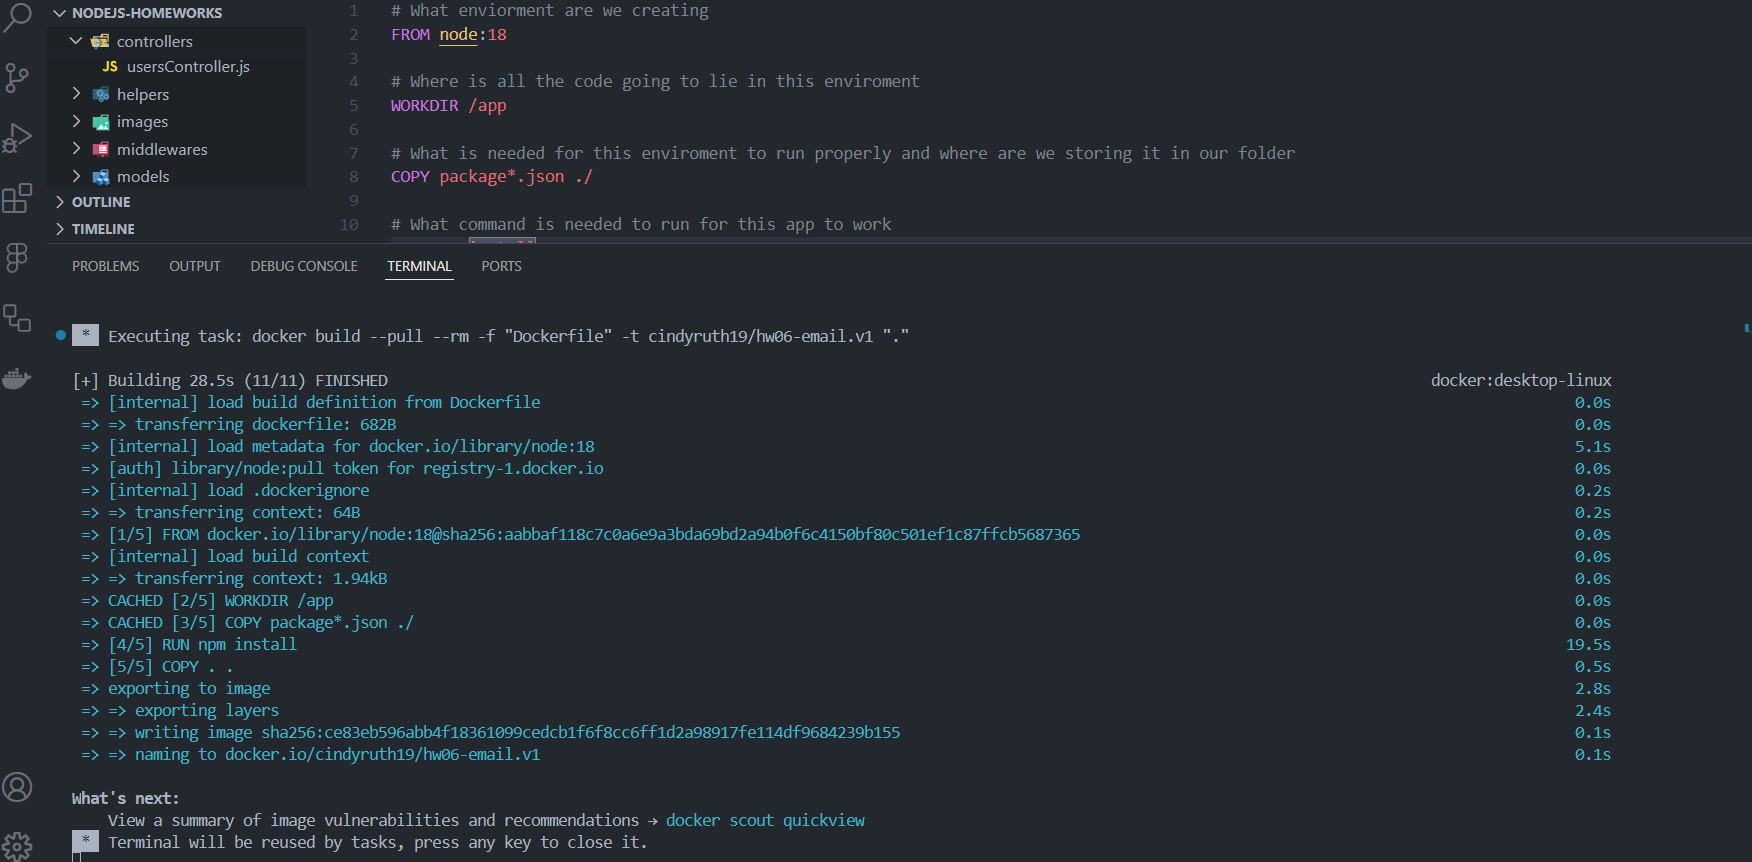 NODEJS-HOMEWORKS
controllers
JS usersController.js
helpers
images
middlewares
models
OUTLINE
TIMELINE
1 # What enviorment are we creating
2 FROM node:18
3
4 # Where is all the code going to lie in this enviroment
5 WORKDIR /app
6
7 # What is needed for this enviroment to run properly and where are we storing it in our folder
8 COPY package*.json ./
9
10 # What command is needed to run for this app to work
PROBLEMS OUTPUT DEBUG CONSOLE TERMINAL PORTS
* Executing task: docker build --pull --rm -f "Dockerfile" -t cindyruth19/hw06-email.v1 "."
[+] Building 28.5s (11/11) FINISHED docker:desktop-linux
=> [internal] load build definition from Dockerfile 0.0s
=> => transferring dockerfile: 682B 0.0s
=> [internal] load metadata for docker.io/library/node:18 5.1s
=> [auth] library/node:pull token for registry-1.docker.io 0.0s
=> [internal] load .dockerignore 0.2s
=> => transferring context: 64B 0.2s
=> [1/5] FROM docker.io/library/node:18@sha256:aabbaf118c7c0a6e9a3bda69bd2a94b0f6c4150bf80c501ef1c87ffcb5687365 0.0s
=> [internal] load build context 0.0s
=> => transferring context: 1.94kB 0.0s
=> CACHED [2/5] WORKDIR /app 0.0s
=> CACHED [3/5] COPY package*.json ./ 0.0s
=> [4/5] RUN npm install 19.5s
=> [5/5] COPY . . 0.5s
=> exporting to image 2.8s
=> => exporting layers 2.4s
=> => writing image sha256:ce83eb596abb4f18361099cedcb1f6f8cc6ff1d2a98917fe114df9684239b155 0.1s
=> => naming to docker.io/cindyruth19/hw06-email.v1 0.1s
What's next:
View a summary of image vulnerabilities and recommendations → docker scout quickview
* Terminal will be reused by tasks, press any key to close it.